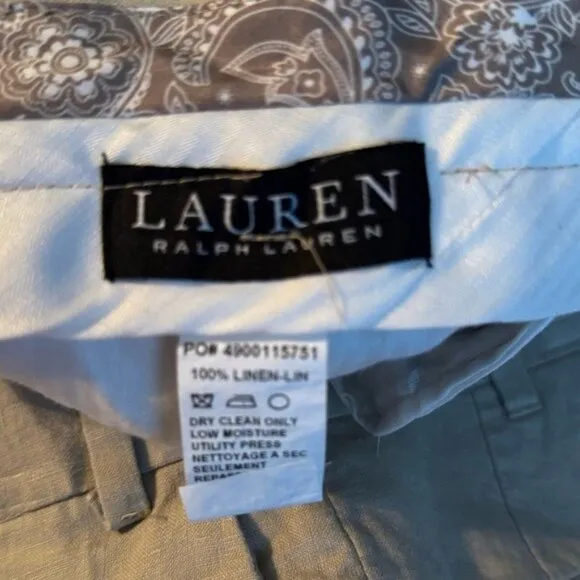 LAUREN
RALPH LAUREN
PO# 4900115751
100% LINEN-LIN
DRY CLEAN ONLY
LOW MOISTURE
UTILITY PRESS
NETTOYAGE A SEC
SEULEMENT